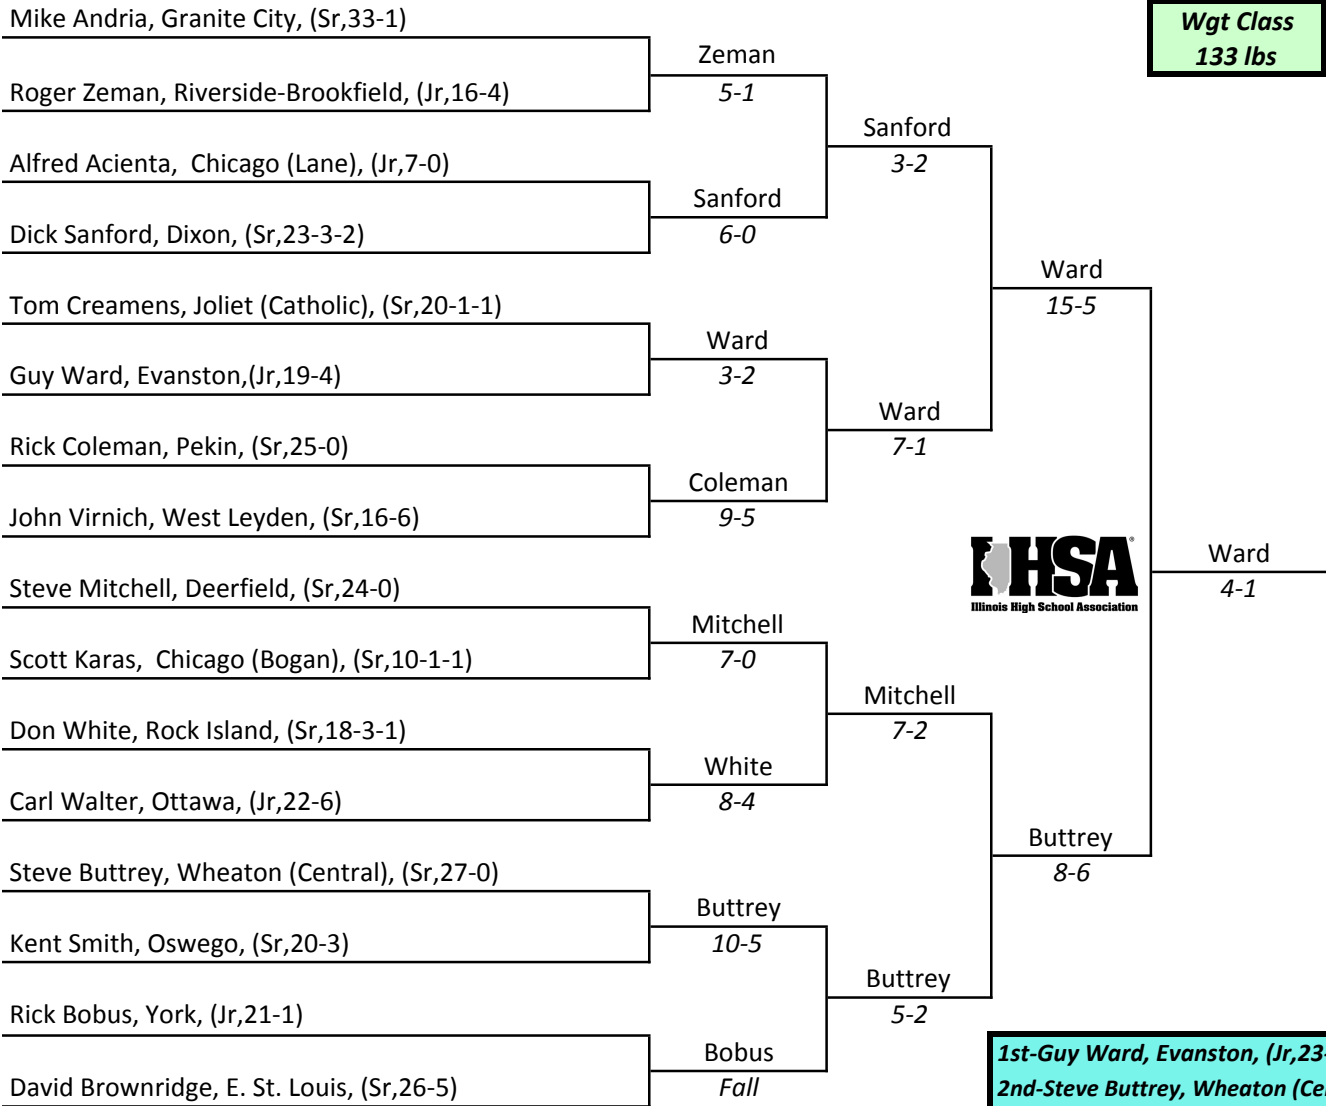 Mike Andria, Granite City, (Sr,33-1)
Roger Zeman, Riverside-Brookfield, (Jr,16-4)
Alfred Acienta,  Chicago (Lane), (Jr,7-0)
Dick Sanford, Dixon, (Sr,23-3-2)
Tom Creamens, Joliet (Catholic), (Sr,20-1-1)
Guy Ward, Evanston,(Jr,19-4)
Rick Coleman, Pekin, (Sr,25-0)
John Virnich, West Leyden, (Sr,16-6)
Steve Mitchell, Deerfield, (Sr,24-0)
Scott Karas,  Chicago (Bogan), (Sr,10-1-1)
Don White, Rock Island, (Sr,18-3-1)
Carl Walter, Ottawa, (Jr,22-6)
Steve Buttrey, Wheaton (Central), (Sr,27-0)
Kent Smith, Oswego, (Sr,20-3)
Rick Bobus, York, (Jr,21-1)
David Brownridge, E. St. Louis, (Sr,26-5)
Zeman
5-1
Sanford
6-0
Ward
3-2
Coleman
9-5
Mitchell
7-0
White
8-4
Buttrey
10-5
Bobus
Fall
Sanford
3-2
Ward
7-1
Mitchell
7-2
Buttrey
5-2
Ward
15-5
Buttrey
8-6
Ward
4-1
Wgt Class
133 lbs
IHSA
Illinois High School Association
1st-Guy Ward, Evanston, (Jr,23-
2nd-Steve Buttrey, Wheaton (Ce